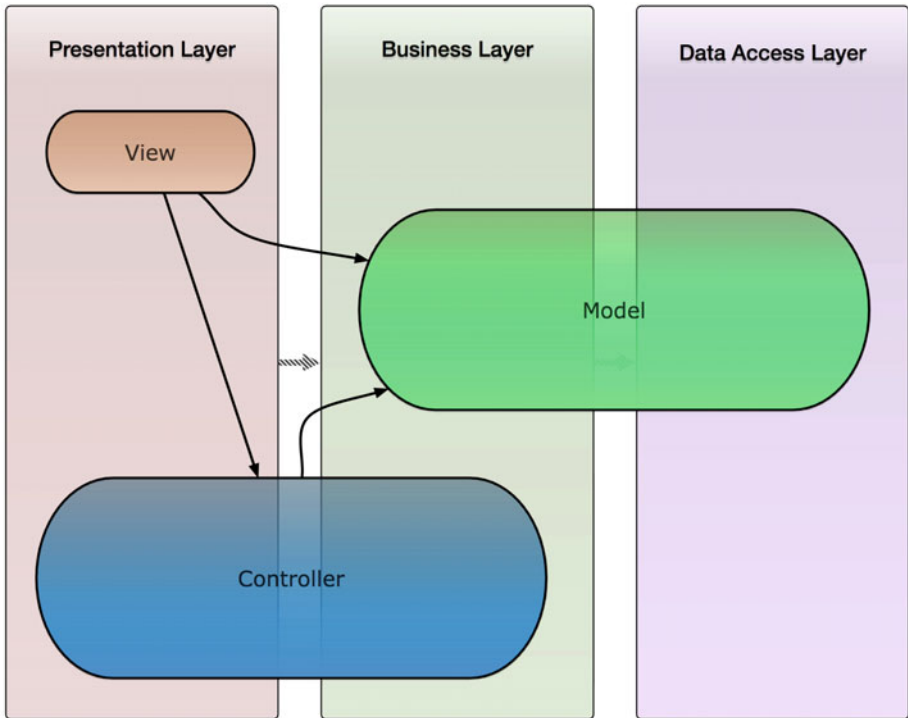 Presentation Layer
Business Layer
Data Access Layer
View
Model
Controller